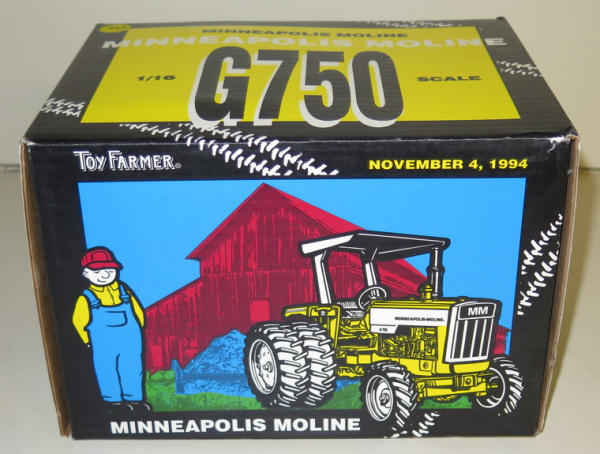 MINNEAPOLIS MOLINE
MINNEAPOLIS MOLINE
1/16 G750 SCALE
TOY FARMER®
NOVEMBER 4, 1994
MM
MINNEAPOLIS-MOLINE.
MINNEAPOLIS MOLINE